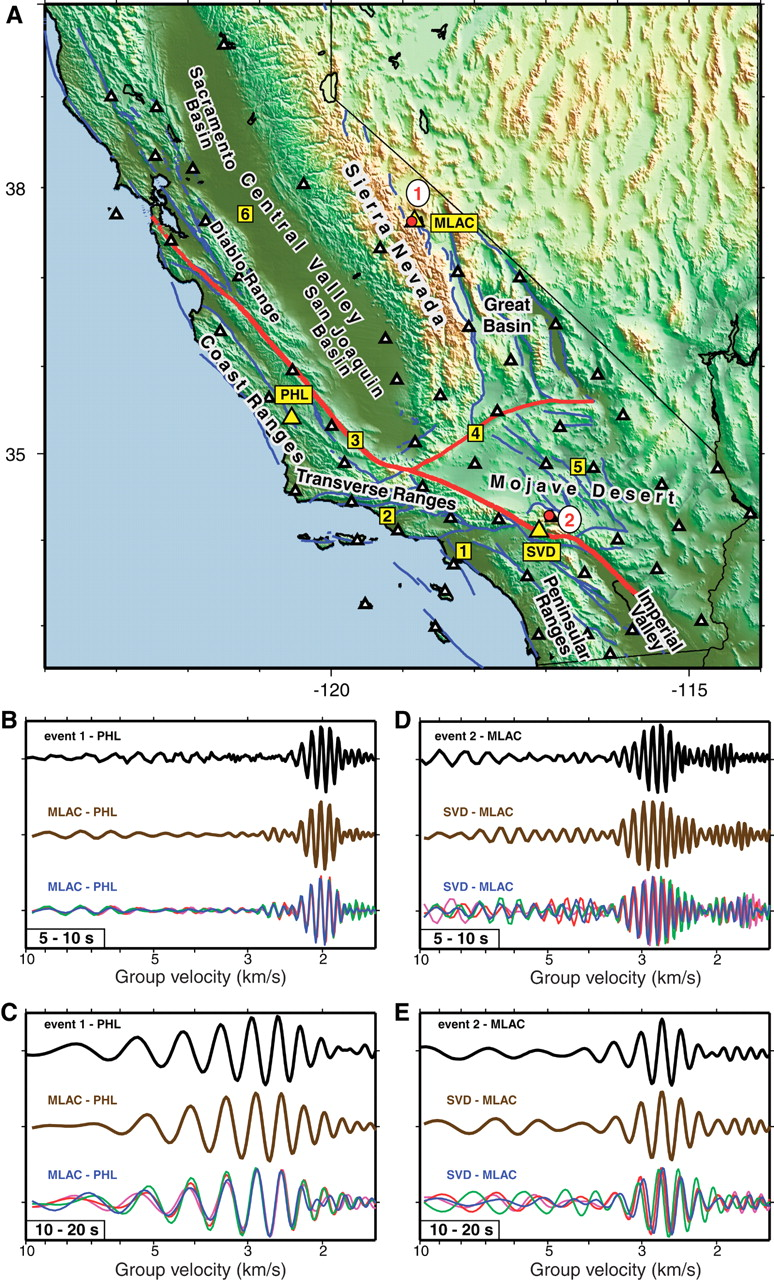 A
38
35
-120
-115
Sacramento
Basin
Central Valley
San Joaquin
Basin
Sierra Nevada
1
MLAC
6
Diablo Range
Great
Basin
Coast Ranges
PHL
3
4
5
Mojave Desert
Transverse Ranges
2
2
1
SVD
Peninsular
Ranges
Imperial
Valley
B
event 1 - PHL
MLAC - PHL
MLAC - PHL
5 - 10 s
10 5 3 2
Group velocity (km/s)
D
event 2 - MLAC
SVD - MLAC
SVD - MLAC
5 - 10 s
10 5 3 2
Group velocity (km/s)
C
event 1 - PHL
MLAC - PHL
MLAC - PHL
10 - 20 s
10 5 3 2
Group velocity (km/s)
E
event 2 - MLAC
SVD - MLAC
SVD - MLAC
10 - 20 s
10 5 3 2
Group velocity (km/s)